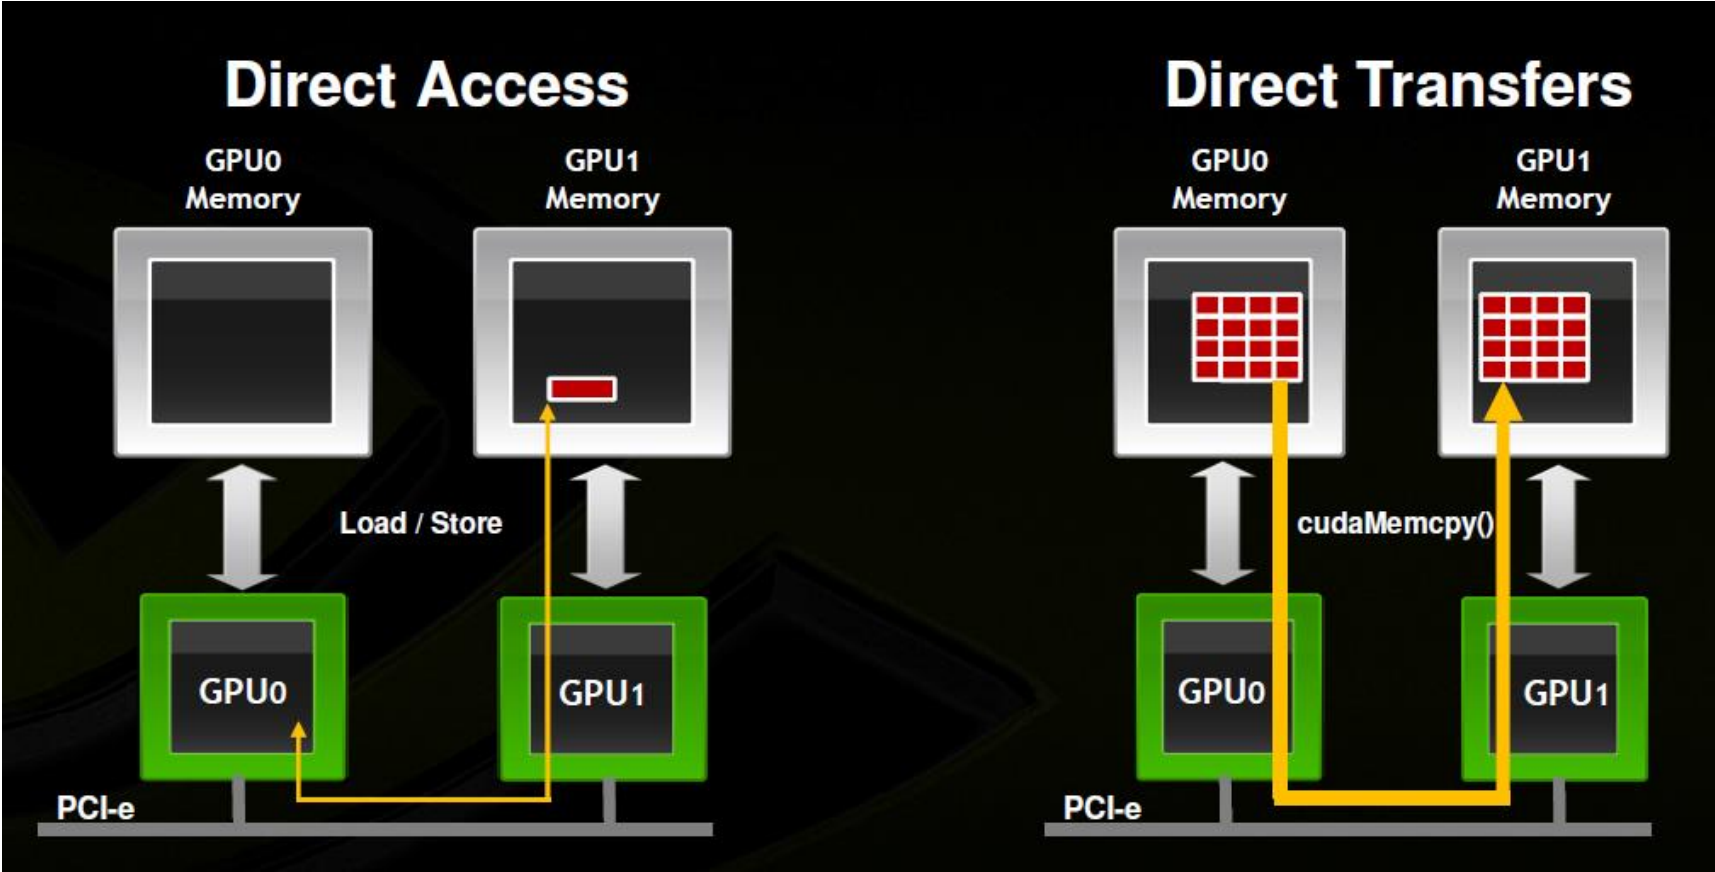 Direct Access
GPU0
Memory
GPU1
Memory
Load / Store
GPU0
GPU1
PCI-e
Direct Transfers
GPU0
Memory
GPU1
Memory
cudaMemcpy()
GPU0
GPU1
PCI-e